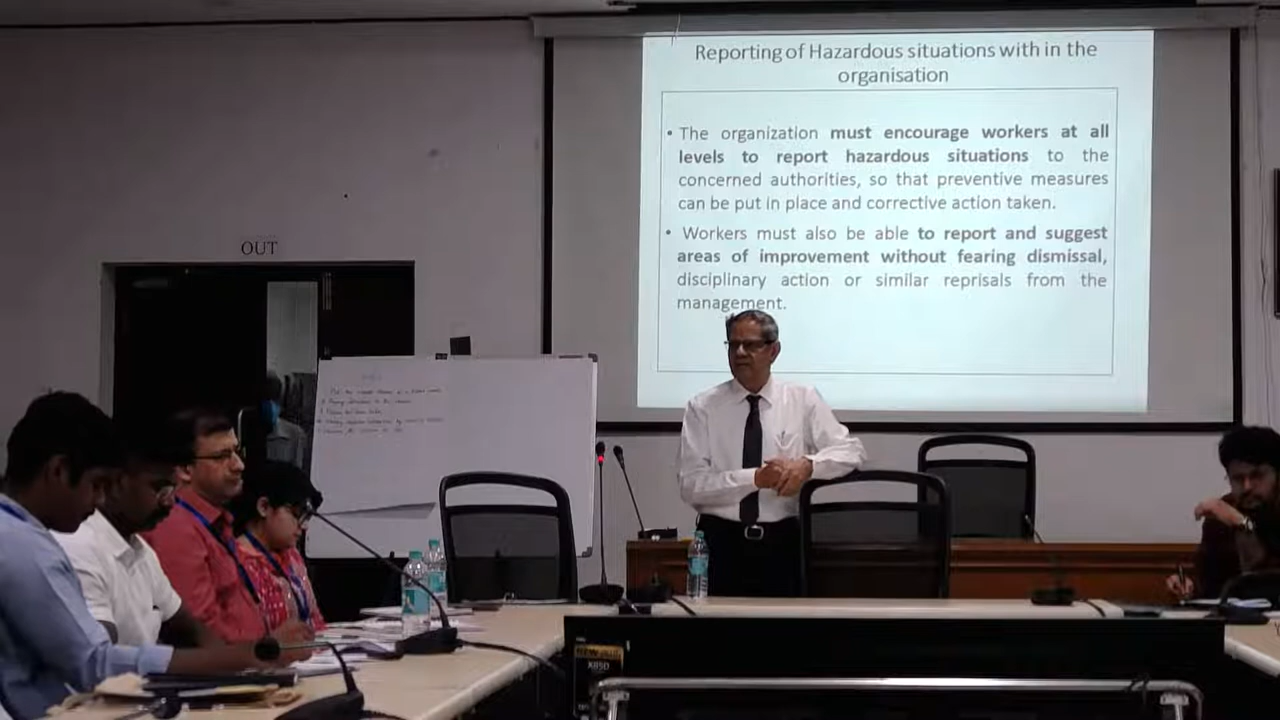 Reporting of Hazardous situations with in the
organisation
• The organization must encourage workers at all
levels to report hazardous situations to the
concerned authorities, so that preventive measures
can be put in place and corrective action taken.
• Workers must also be able to report and suggest
areas of improvement without fearing dismissal,
disciplinary action or similar reprisals from the
management.
OUT